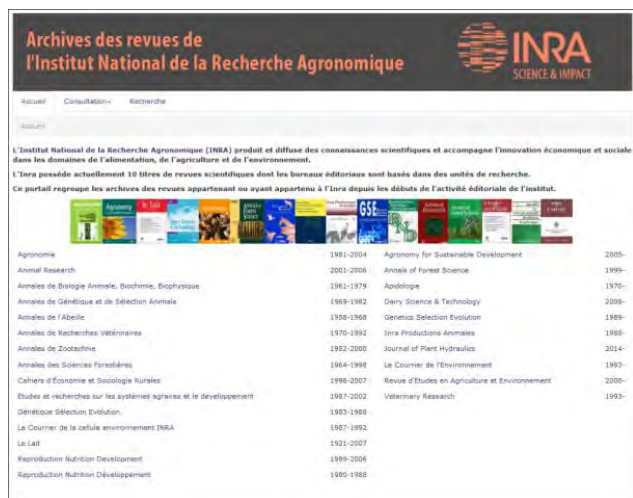 Archives des revues de
l'Institut National de la Recherche Agronomique
INRA
SCIENCE & IMPACT
Accueil Consultation Recherche
Accueil
L'Institut National de la Recherche Agronomique (INRA) produit et diffuse des connaissances scientifiques et accompagne l'innovation économique et sociale
dans les domaines de l'alimentation, de l'agriculture et de l'environnement.
L'Inra possède actuellement 10 titres de revues scientifiques dont les bureaux éditoriaux sont basés dans des unités de recherche.
Ce portail regroupe les archives des revues appartenant ou ayant appartenu à l'Inra depuis les débuts de l'activité éditoriale de l'institut.
Agronomy le lait GSE
Agronomie 1981-2004 Agronomy for Sustainable Development 2005-
Animal Research 2001-2006 Annals of Forest Science 1999-
Annales de Biologie Animale, Biochimie, Biophysique 1961-1979 Apidologie 1970-
Annales de Génétique et de Sélection Animale 1969-1982 Dairy Science & Technology 2008-
Annales de l'Abeille 1958-1968 Genetics Selection Evolution 1989-
Annales de Recherches Vétérinaires 1970-1992 Inra Productions Animales 1988-
Annales de Zootechnie 1952-2000 Journal of Plant Hydraulics 2014-
Annales des Sciences Forestières 1964-1998 Le Courrier de l'Environnement 1993-
Cahiers d'Economie et Sociologie Rurales 1986-2007 Revue d'Etudes en Agriculture et Environnement 2008-
Etudes et recherches sur les systèmes agraires et le développement 1987-2002 Veterinary Research 1993-
Génétique Sélection Evolution 1983-1988
Le Courrier de la cellule environnement INRA 1987-1992
Le Lait 1921-2007
Reproduction Nutrition Development 1989-2006
Reproduction Nutrition Développement 1980-1988